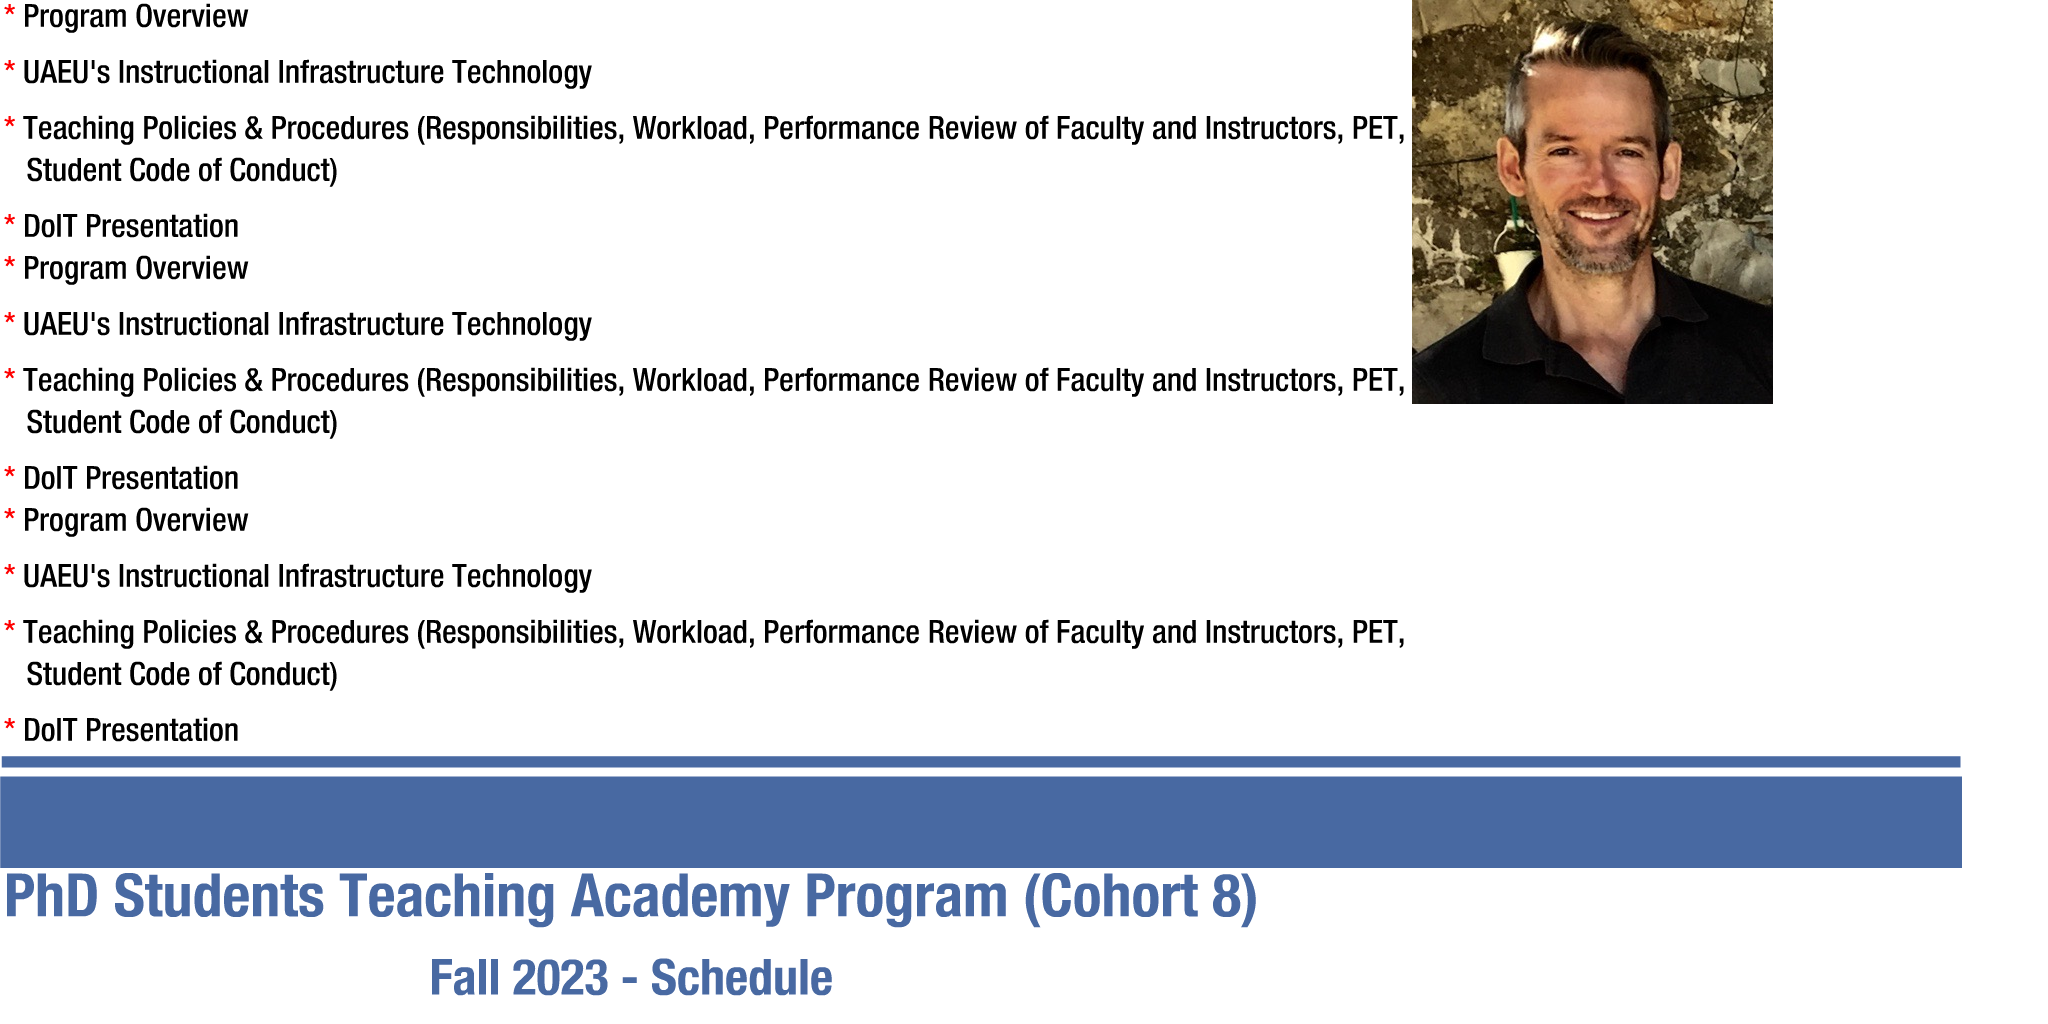 * Program Overview
* UAEU's Instructional Infrastructure Technology
* Teaching Policies & Procedures (Responsibilities, Workload, Performance Review of Faculty and Instructors, PET,
Student Code of Conduct)
* DoIT Presentation
* Program Overview
* UAEU's Instructional Infrastructure Technology
* Teaching Policies & Procedures (Responsibilities, Workload, Performance Review of Faculty and Instructors, PET,
Student Code of Conduct)
* DoIT Presentation
* Program Overview
* UAEU's Instructional Infrastructure Technology
* Teaching Policies & Procedures (Responsibilities, Workload, Performance Review of Faculty and Instructors, PET,
Student Code of Conduct)
* DoIT Presentation
PhD Students Teaching Academy Program (Cohort 8)
Fall 2023 - Schedule